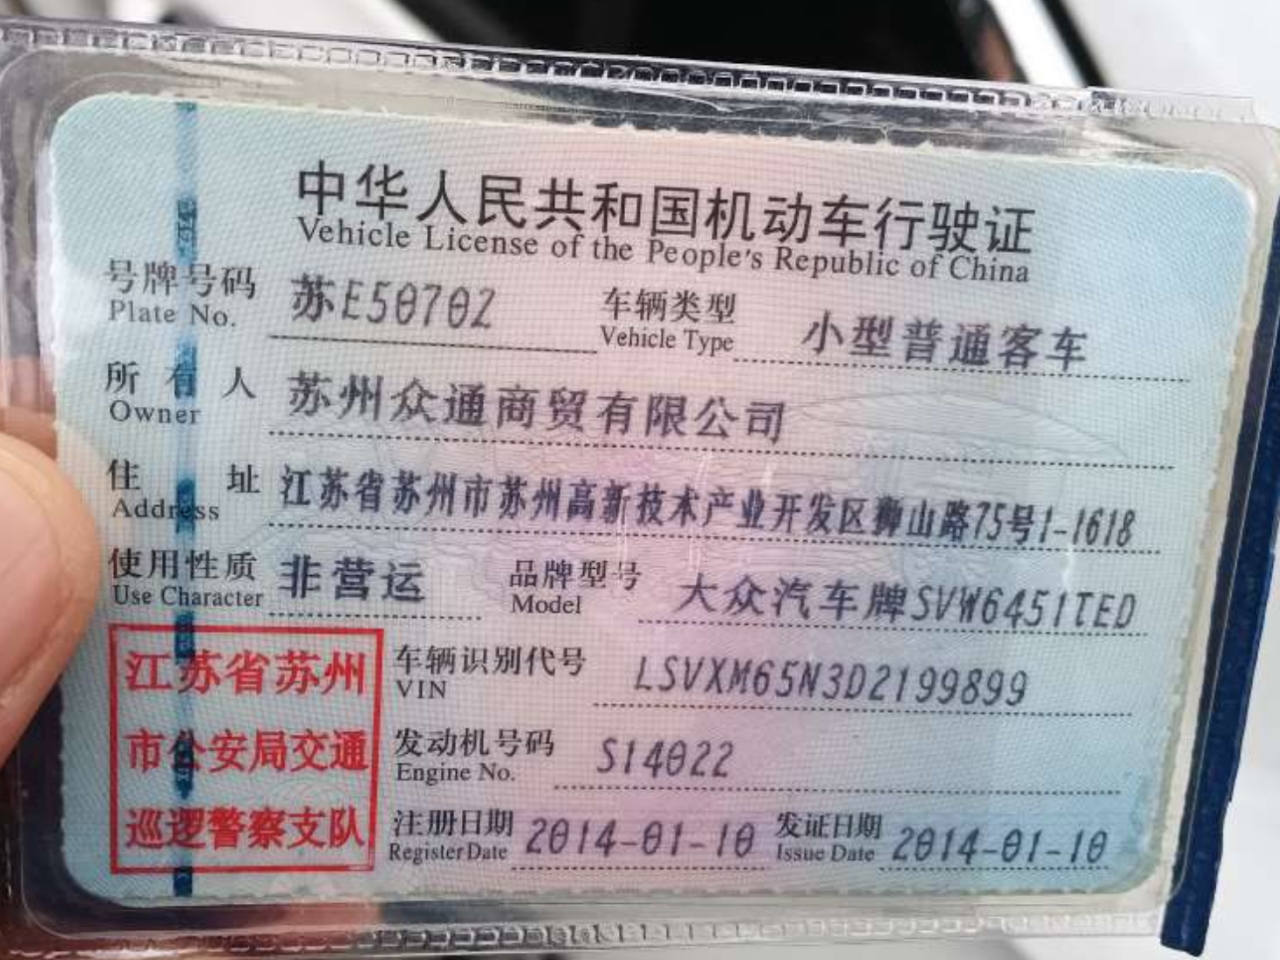 中华人民共和国机动车行驶证
Vehicle License of the People's Republic of China
号牌号码 苏E50702 车辆类型 小型普通客车
Plate No. Vehicle Type
所有人 苏州众通商贸有限公司
Owner
住址 江苏省苏州市苏州高新技术产业开发区狮山路75号1-1618
Address
使用性质 非营运 品牌型号 大众汽车牌SVW6451TED
Use Character Model
江苏省苏州
市公安局交通
巡逻警察支队
车辆识别代号 LSVXM65N3D2199899
VIN
发动机号码 S14022
Engine No.
注册日期 2014-01-10 发证日期 2014-01-10
Register Date Issue Date